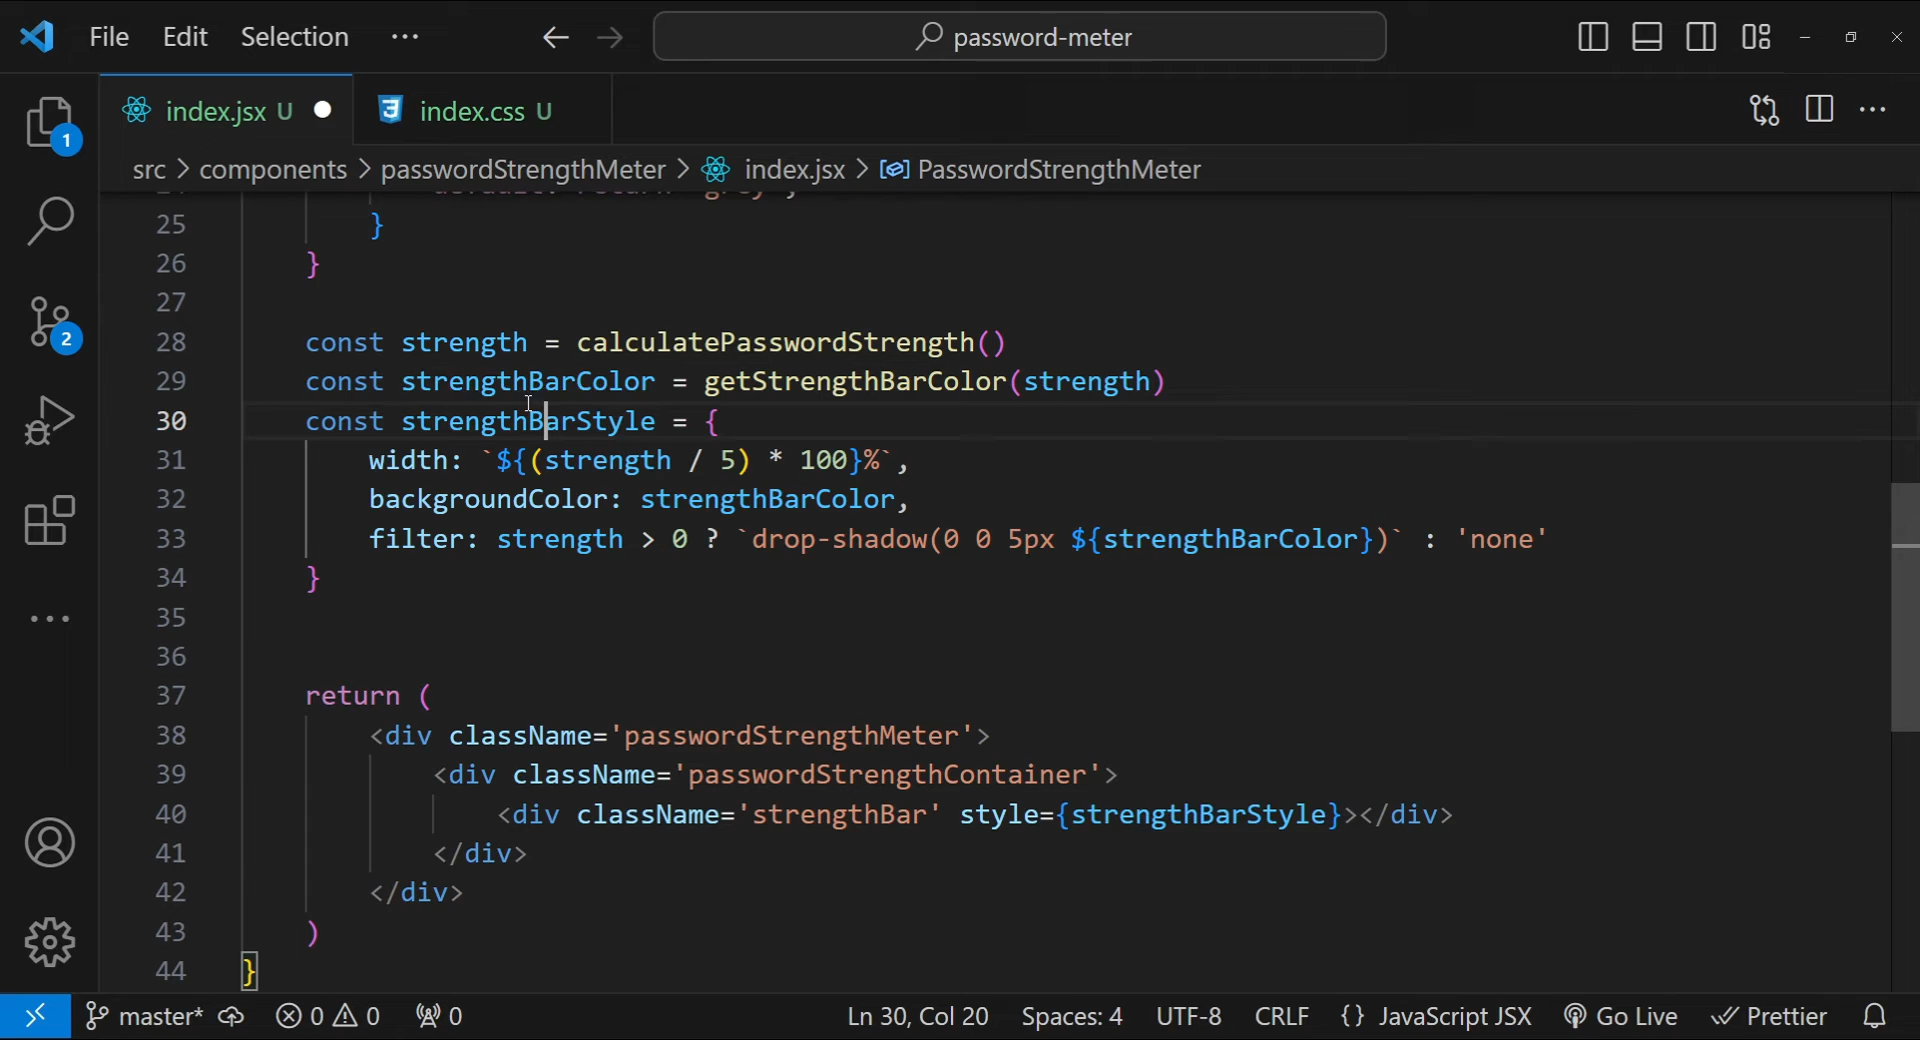 File Edit Selection ··· password-meter
index.jsx U index.css U
src > components > passwordStrengthMeter > index.jsx > PasswordStrengthMeter
25 }
26 }
27
28 const strength = calculatePasswordStrength()
29 const strengthBarColor = getStrengthBarColor(strength)
30 const strengthBarStyle = {
31 width: `${(strength / 5) * 100}%`,
32 backgroundColor: strengthBarColor,
33 filter: strength > 0 ? `drop-shadow(0 0 5px ${strengthBarColor})` : 'none'
34 }
35
36
37 return (
38 <div className='passwordStrengthMeter'>
39 <div className='passwordStrengthContainer'>
40 <div className='strengthBar' style={strengthBarStyle}></div>
41 </div>
42 </div>
43 )
44 }
1
2
master* 0 0 0 Ln 30, Col 20 Spaces: 4 UTF-8 CRLF {} JavaScript JSX Go Live Prettier